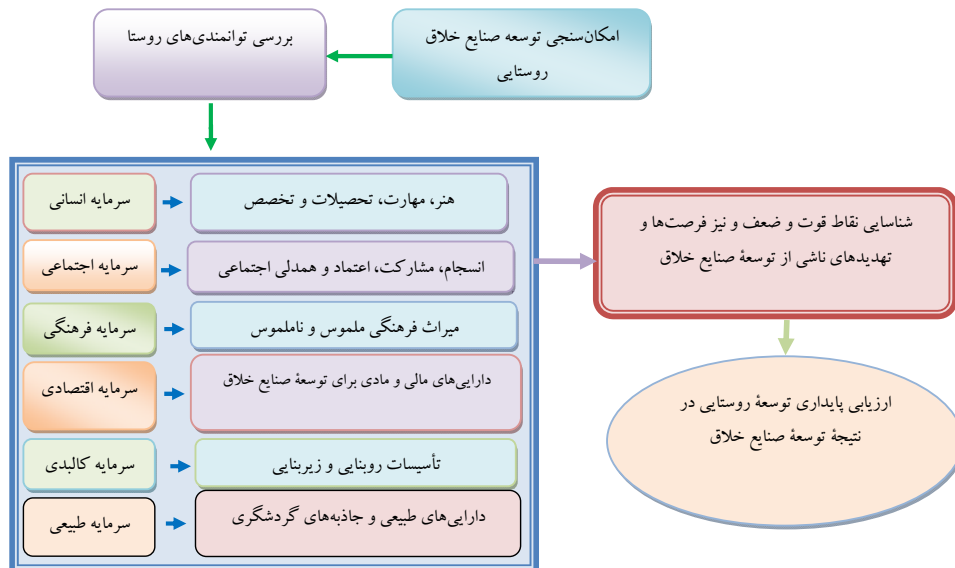 امکان‌سنجی توسعه صنایع خلاق
روستایی
بررسی توانمندی‌های روستا
سرمایه انسانی
هنر، مهارت، تحصیلات و تخصص
سرمایه اجتماعی
انسجام، مشارکت، اعتماد و همدلی اجتماعی
سرمایه فرهنگی
میراث فرهنگی ملموس و ناملموس
سرمایه اقتصادی
دارایی‌های مالی و مادی برای توسعهٔ صنایع خلاق
سرمایه کالبدی
تأسیسات روبنایی و زیربنایی
سرمایه طبیعی
دارایی‌های طبیعی و جاذبه‌های گردشگری
شناسایی نقاط قوت و ضعف و نیز فرصت‌ها و
تهدیدهای ناشی از توسعهٔ صنایع خلاق
ارزیابی پایداری توسعهٔ روستایی در
نتیجهٔ توسعهٔ صنایع خلاق